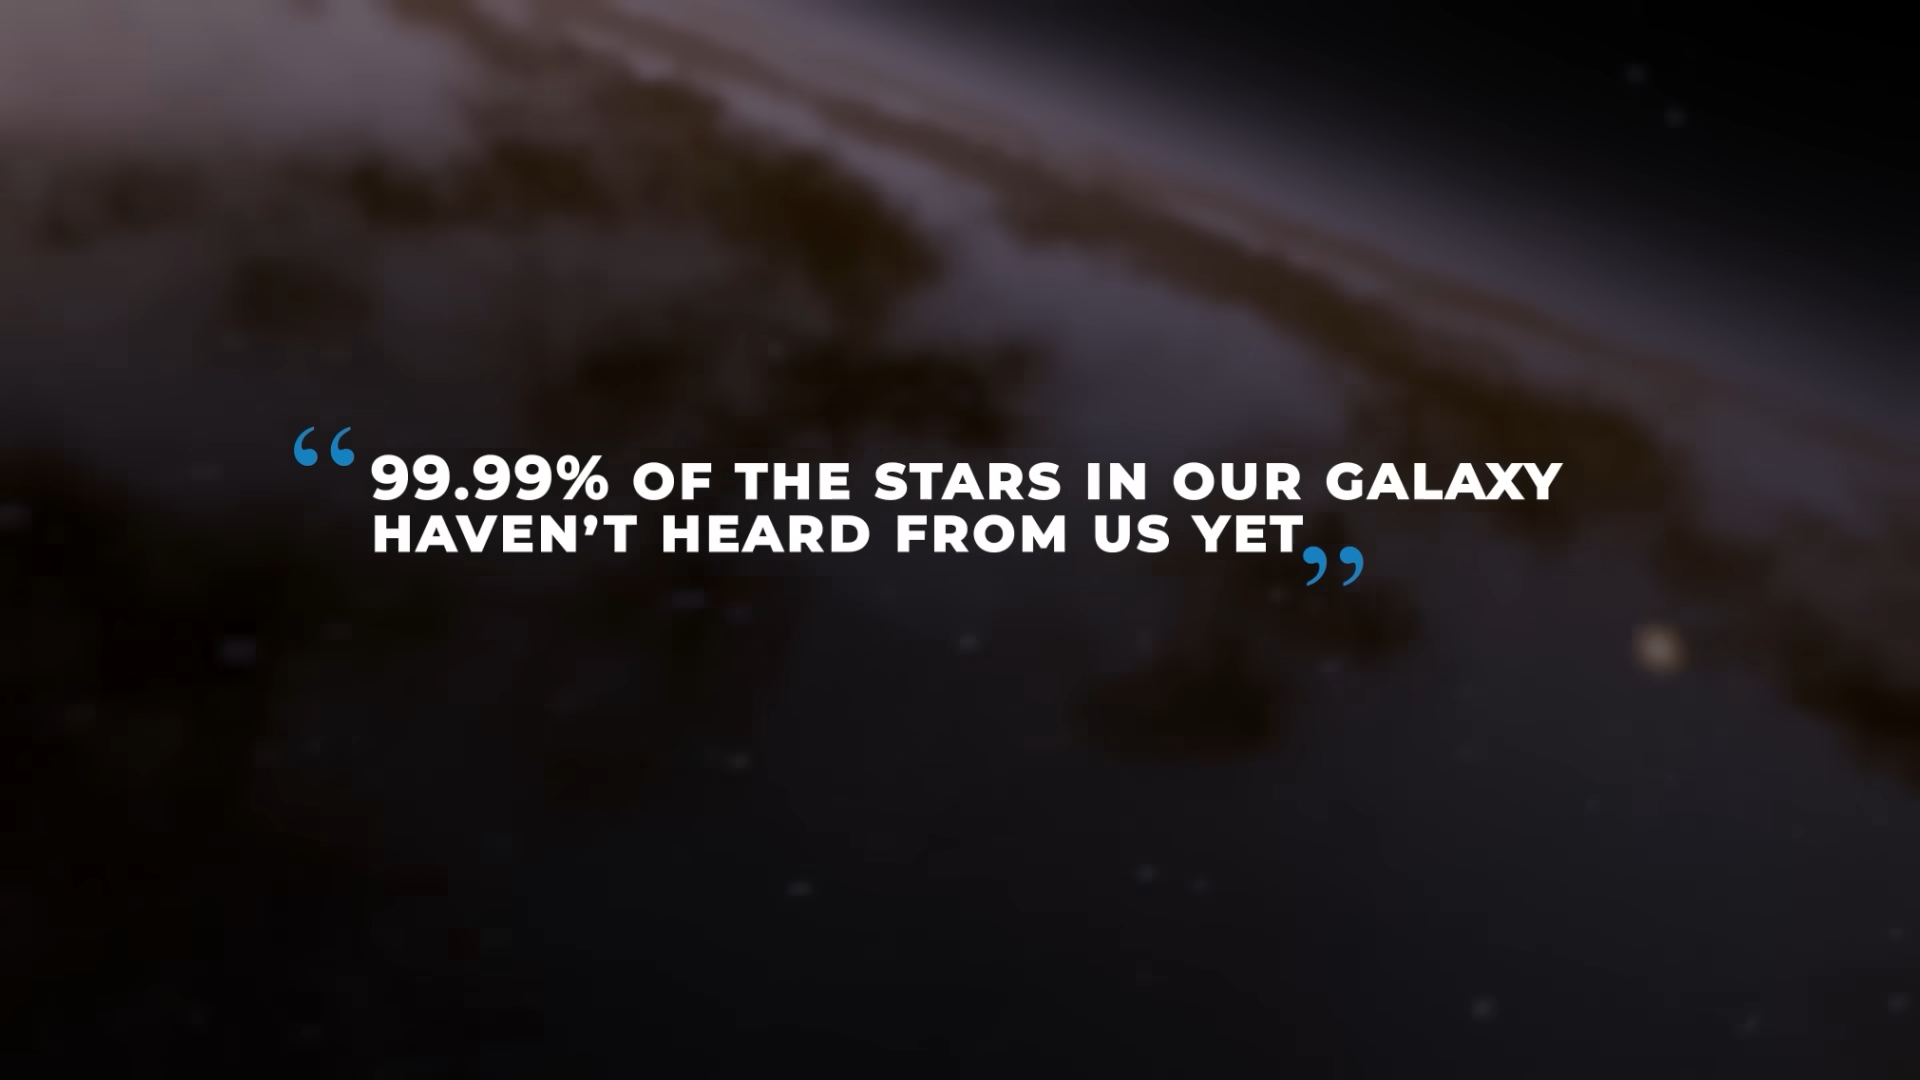 “99.99% OF THE STARS IN OUR GALAXY
HAVEN’T HEARD FROM US YET”